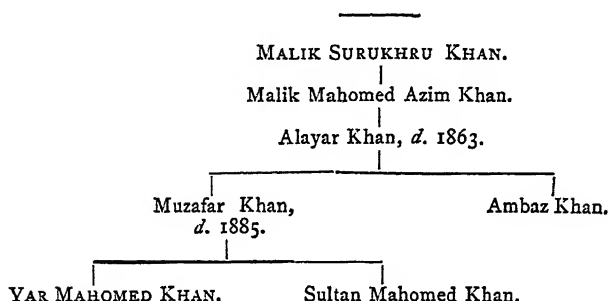 MALIK SURUKHRU KHAN.
Malik Mahomed Azim Khan.
Alayar Khan, d. 1863.
Muzafar Khan, Ambaz Khan.
d. 1885.
YAR MAHOMED KHAN. Sultan Mahomed Khan.